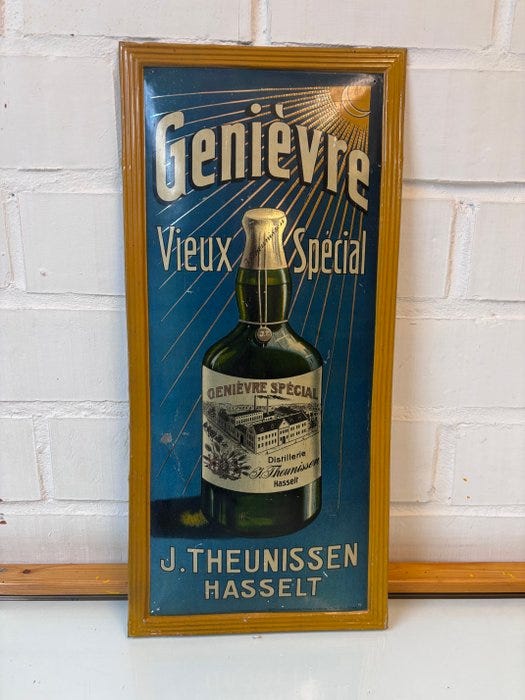 Genièvre
Vieux Spécial
GENIÈVRE SPÉCIAL
Distillerie
J. Theunissen
Hasselt
J. THEUNISSEN
HASSELT